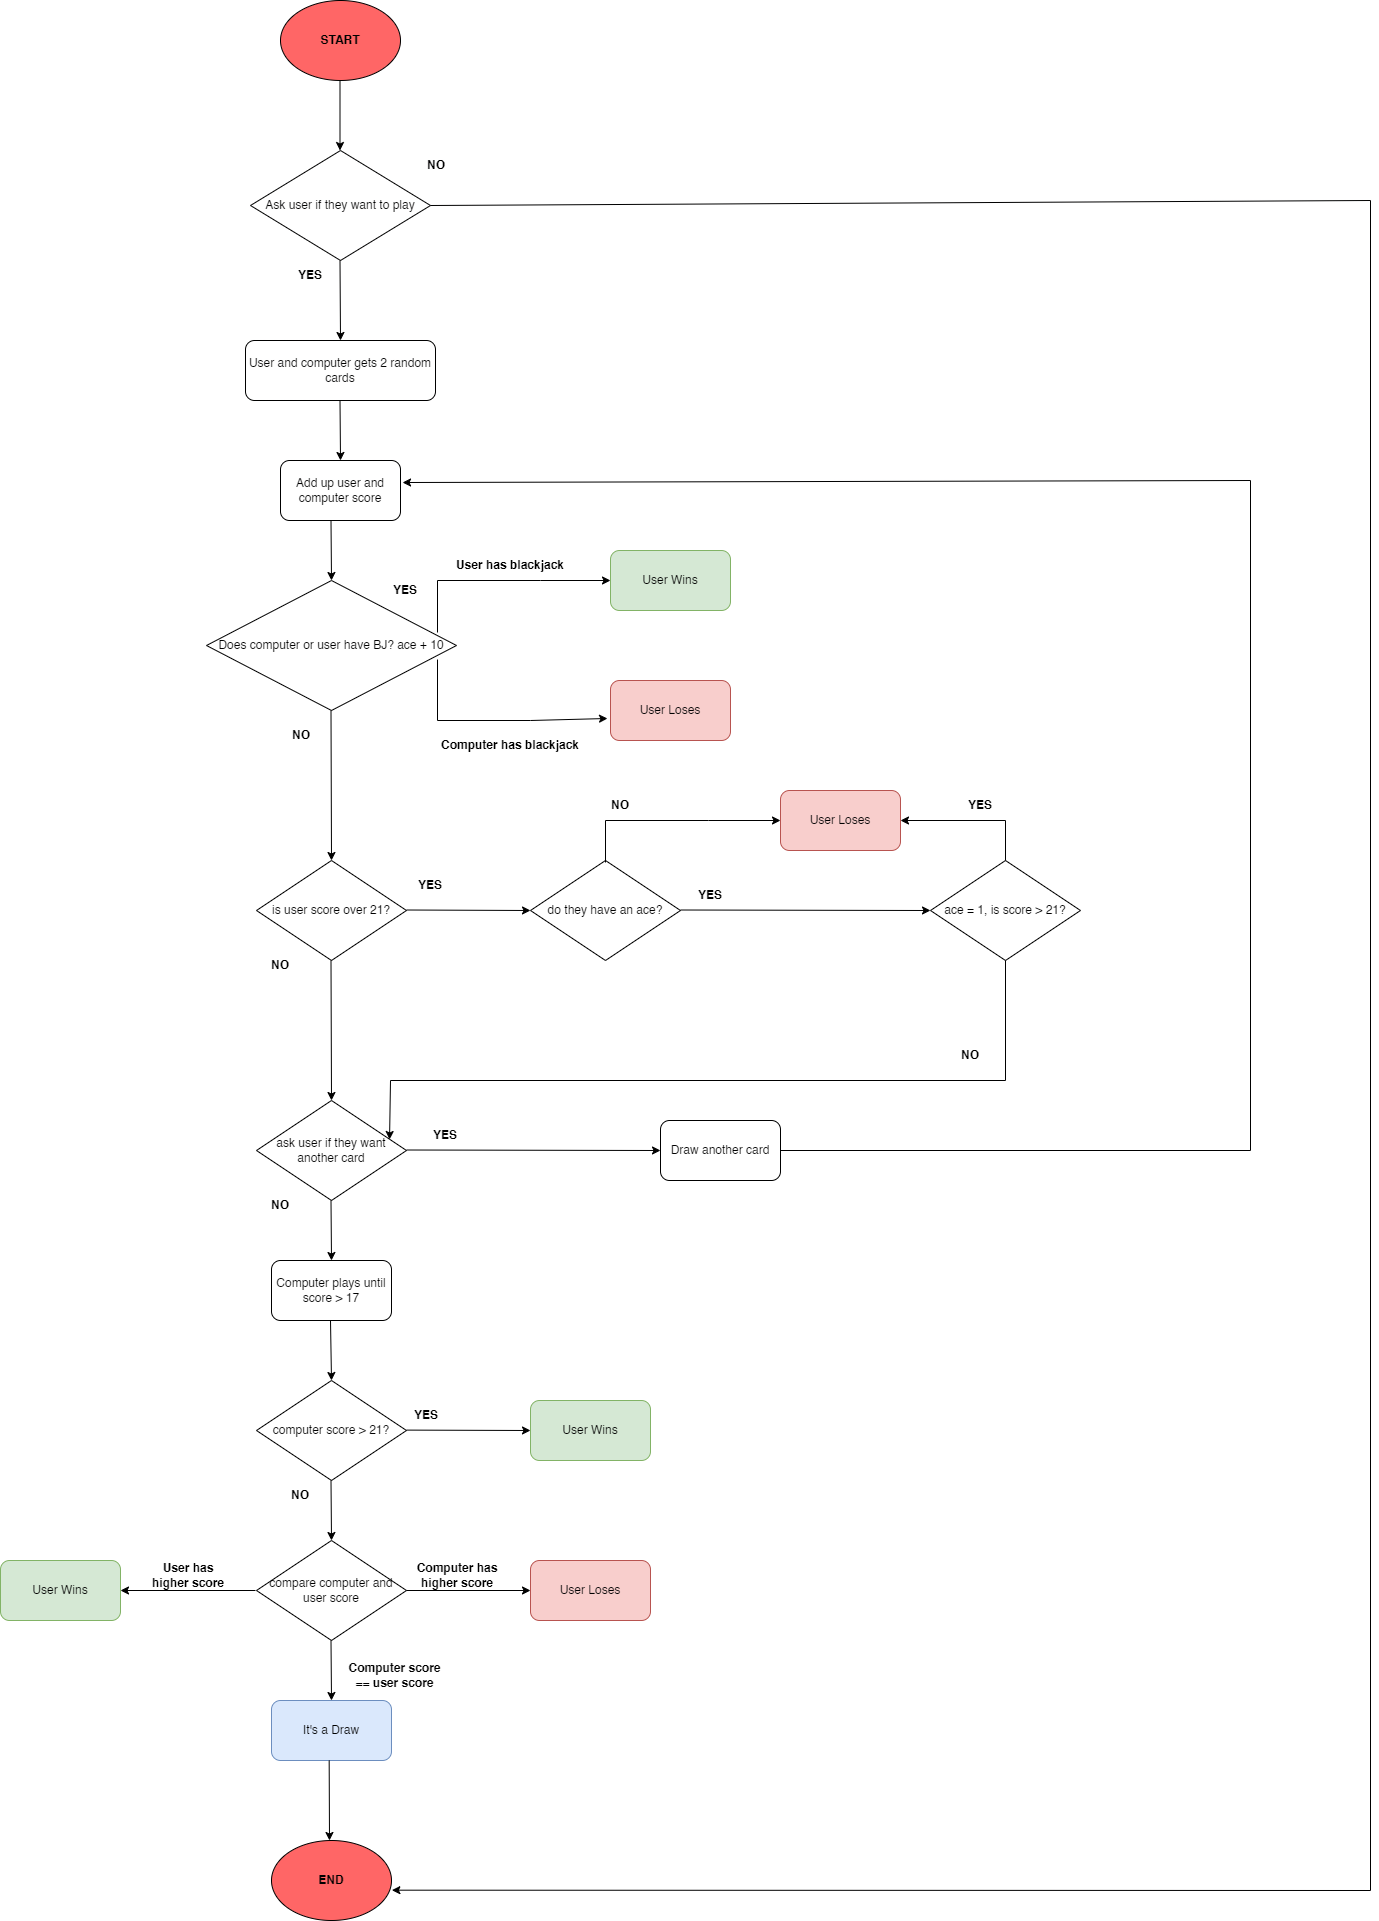 START
NO
Ask user if they want to play
YES
User and computer gets 2 random
cards
Add up user and
computer score
User has blackjack
YES
User Wins
Does computer or user have BJ? ace + 10
User Loses
NO
Computer has blackjack
NO
User Loses
YES
YES
YES
is user score over 21?
do they have an ace?
ace = 1, is score > 21?
NO
NO
YES
ask user if they want
another card
Draw another card
NO
Computer plays until
score > 17
YES
computer score > 21?
User Wins
NO
User has
higher score
Computer has
higher score
User Wins
compare computer and
user score
User Loses
Computer score
== user score
It's a Draw
END